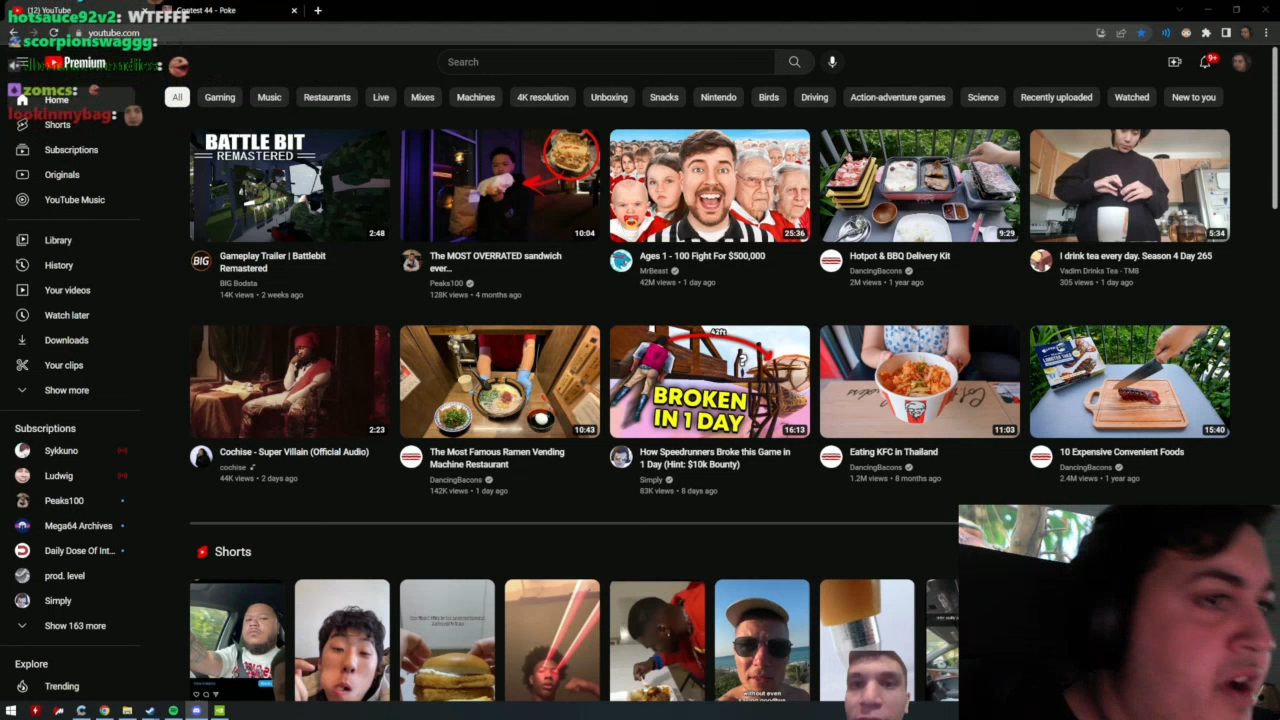 (12) YouTube
Contest 44 - Poke
hotsauce92v2: WTFFFF
youtube.com
scorpionswaggg:
Premium
Search
9+
zomcs:
lookinmybag:
Home
Shorts
Subscriptions
Originals
YouTube Music
Library
History
Your videos
Watch later
Downloads
Your clips
Show more
Subscriptions
Sykkuno
Ludwig
Peaks100
Mega64 Archives
Daily Dose Of Int...
prod. level
Simply
Show 163 more
Explore
Trending
All
Gaming
Music
Restaurants
Live
Mixes
Machines
4K resolution
Unboxing
Snacks
Nintendo
Birds
Driving
Action-adventure games
Science
Recently uploaded
Watched
New to you
BATTLE BIT
REMASTERED
2:48
BIG
Gameplay Trailer | Battlebit
Remastered
BIG Bodsta
14K views • 2 weeks ago
10:04
The MOST OVERRATED sandwich
ever...
Peaks100
128K views • 4 months ago
25:36
Ages 1 - 100 Fight For $500,000
MrBeast
42M views • 1 day ago
9:29
Hotpot & BBQ Delivery Kit
DancingBacons
2M views • 1 year ago
5:34
I drink tea every day. Season 4 Day 265
Vadim Drinks Tea - TMB
305 views • 1 day ago
2:23
Cochise - Super Villain (Official Audio)
cochise
44K views • 2 days ago
10:43
The Most Famous Ramen Vending
Machine Restaurant
DancingBacons
142K views • 1 day ago
?
BROKEN
IN 1 DAY
16:13
How Speedrunners Broke this Game in
1 Day (Hint: $10k Bounty)
Simply
83K views • 8 days ago
KFC
11:03
Eating KFC in Thailand
DancingBacons
1.2M views • 8 months ago
15:40
10 Expensive Convenient Foods
DancingBacons
2.4M views • 1 year ago
Shorts
without even